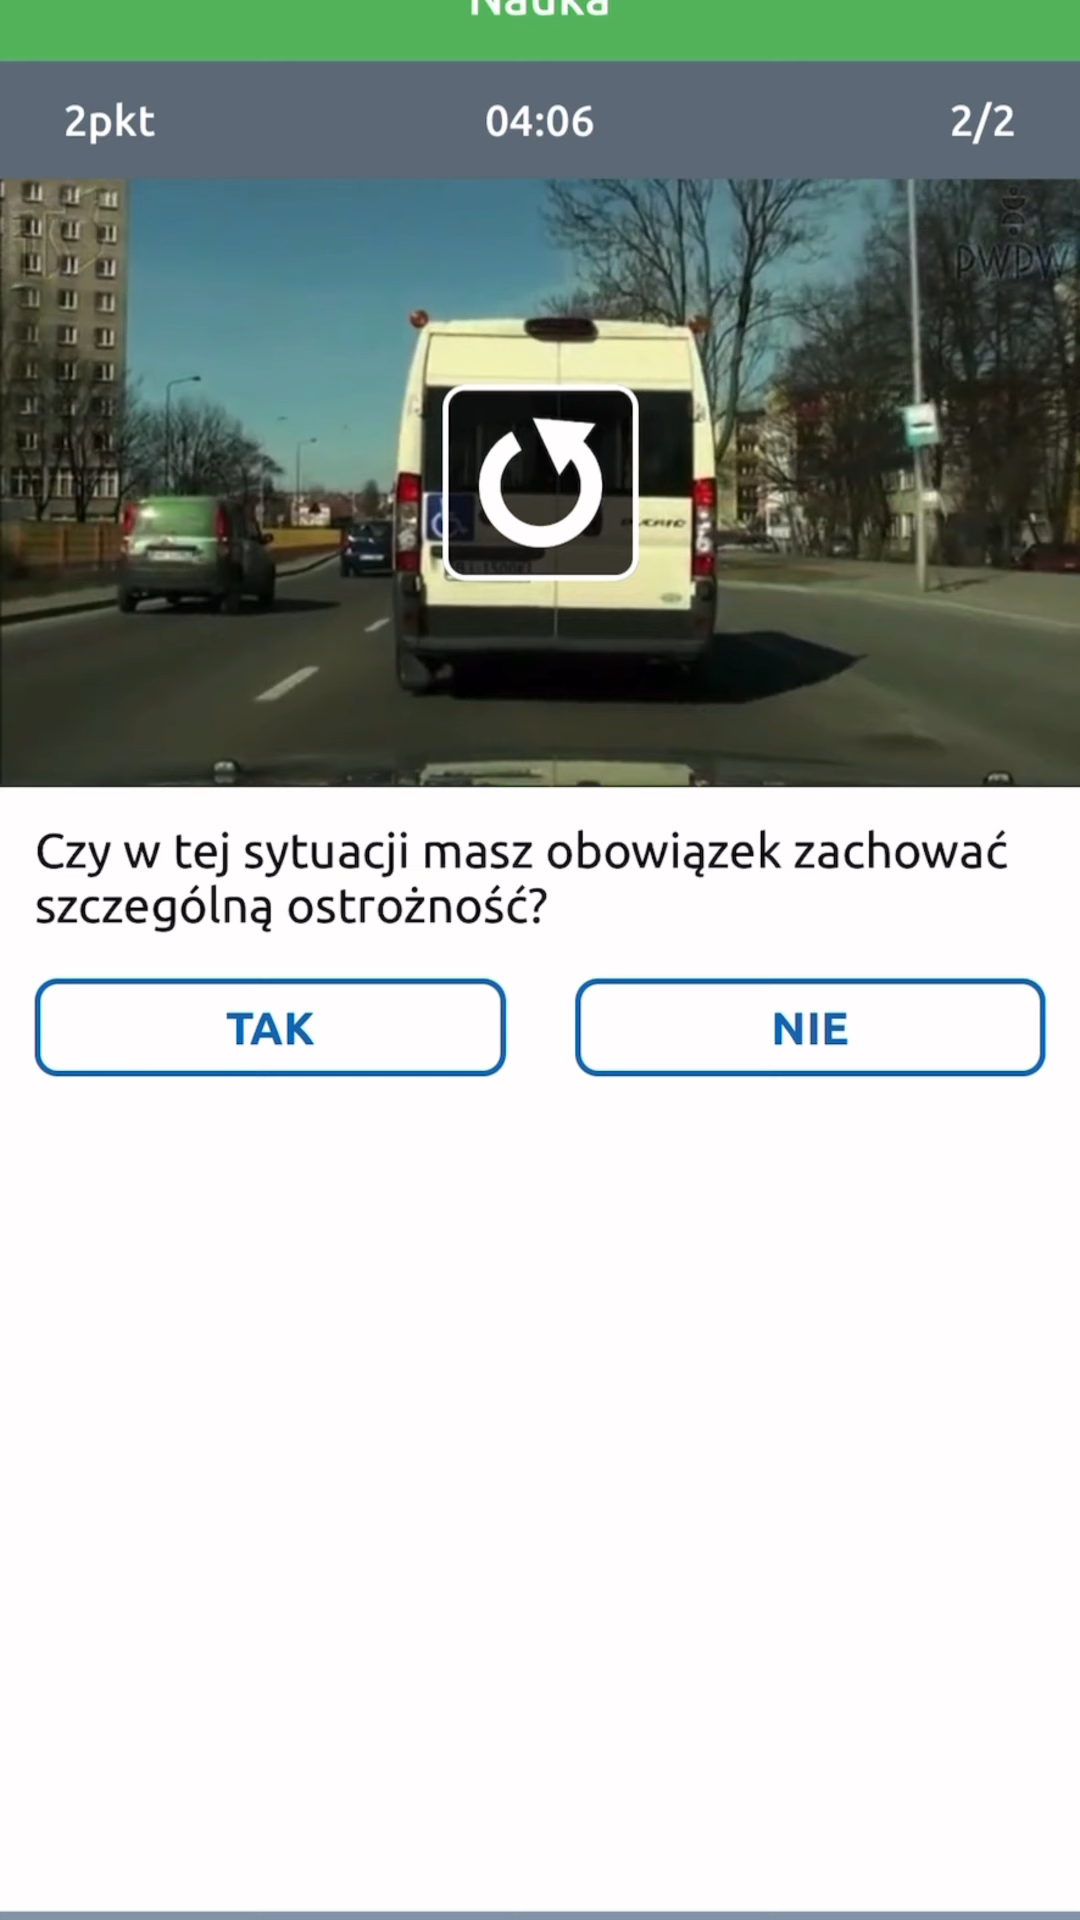 Nauka
2pkt 04:06 2/2
PWPW
Czy w tej sytuacji masz obowiązek zachować
szczególną ostrożność?
TAK NIE